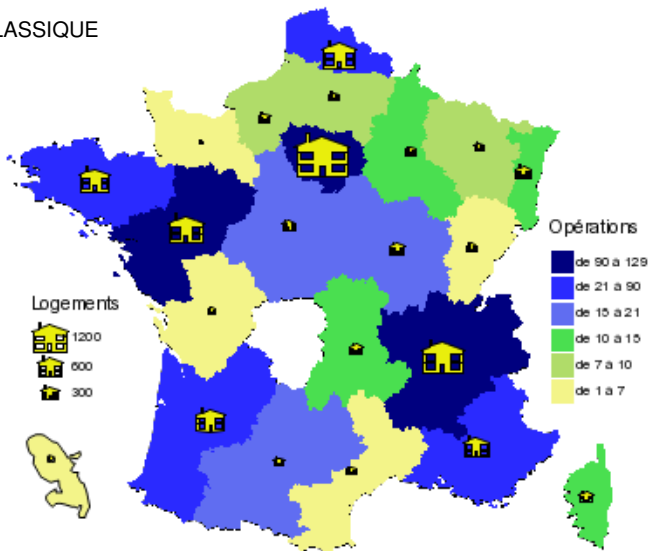 LASSIQUE
Opérations
de 90 à 129
de 21 à 90
de 15 à 21
de 10 à 15
de 7 à 10
de 1 à 7
Logements
1200
600
300